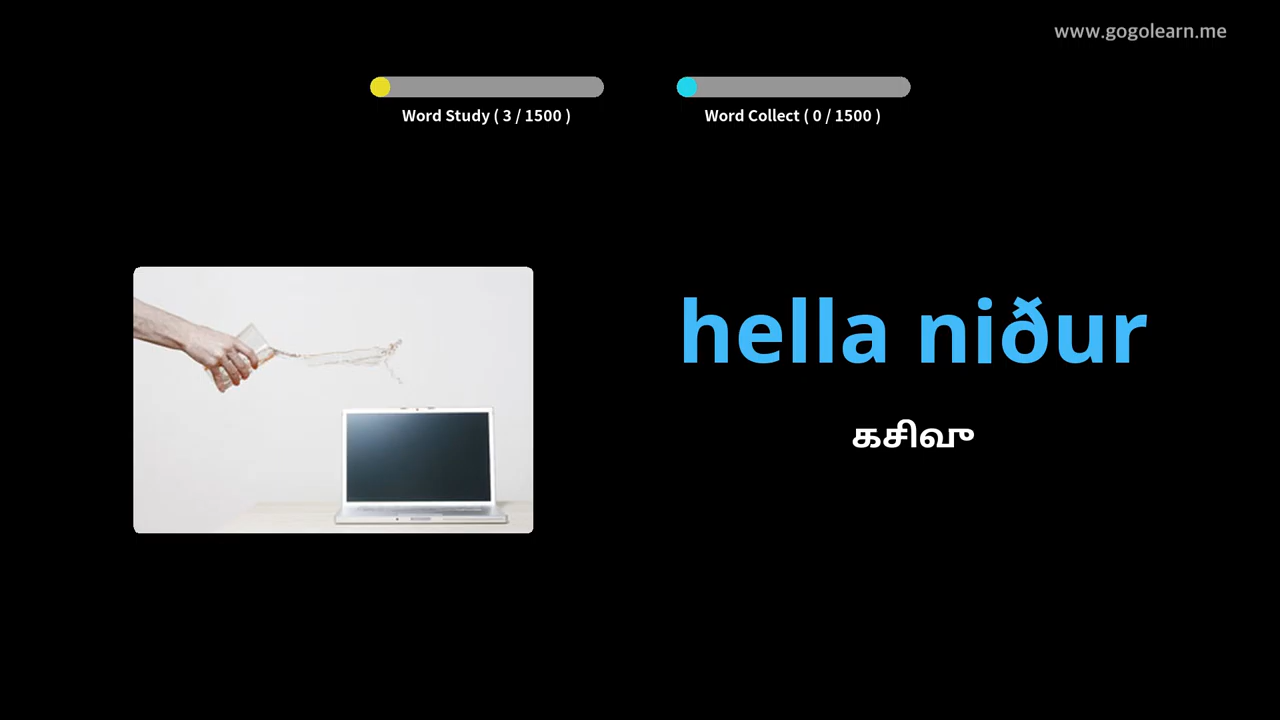 www.gogolearn.me
Word Study ( 3 / 1500 )
Word Collect ( 0 / 1500 )
hella niður
கசிவு